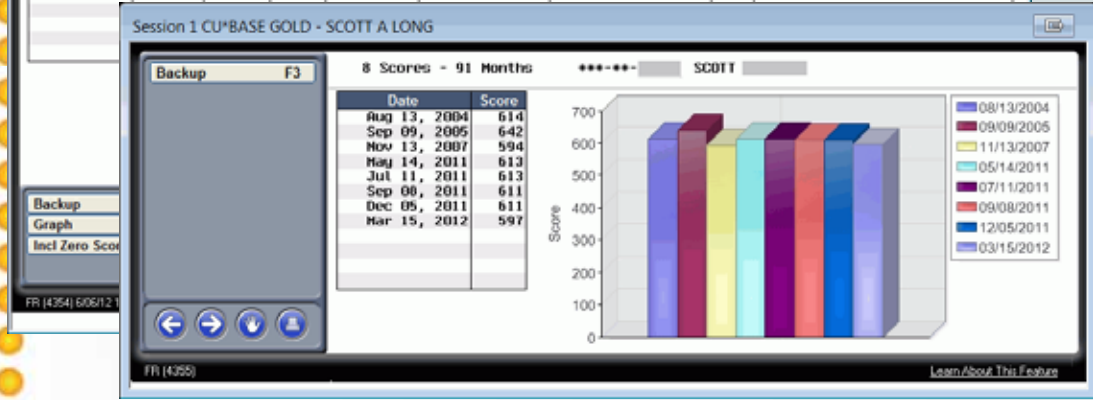 Session 1 CU*BASE GOLD - SCOTT A LONG
Backup F3
8 Scores - 91 Months ***-**- SCOTT
Date Score
Aug 13, 2004 614
Sep 09, 2005 642
Nov 13, 2007 594
May 14, 2011 613
Jul 11, 2011 613
Sep 08, 2011 611
Dec 05, 2011 611
Mar 15, 2012 597
Score
700
600
500
400
300
200
100
0
08/13/2004
09/09/2005
11/13/2007
05/14/2011
07/11/2011
09/08/2011
12/05/2011
03/15/2012
Backup
Graph
Incl Zero Scor
FR (4354) 6/06/12 1
FR (4355)
Learn About This Feature